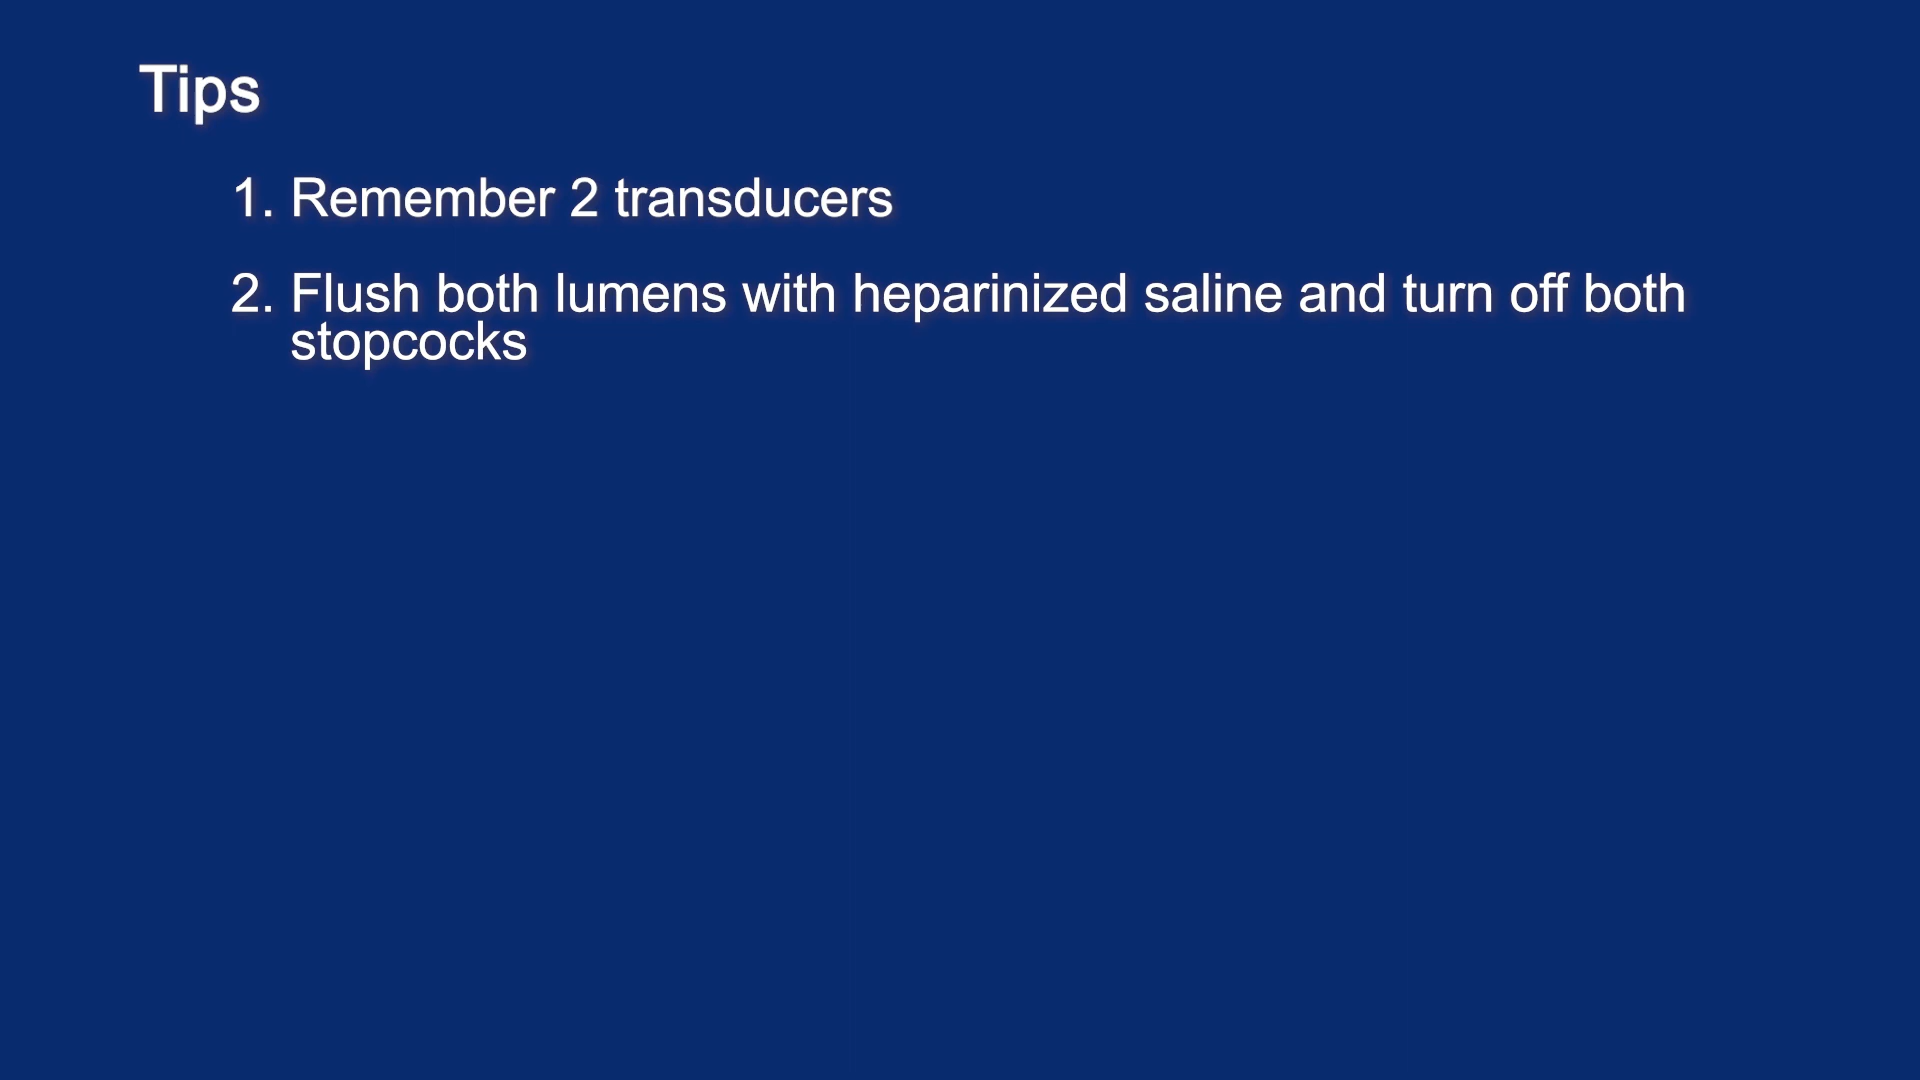 Tips
1. Remember 2 transducers
2. Flush both lumens with heparinized saline and turn off both
stopcocks